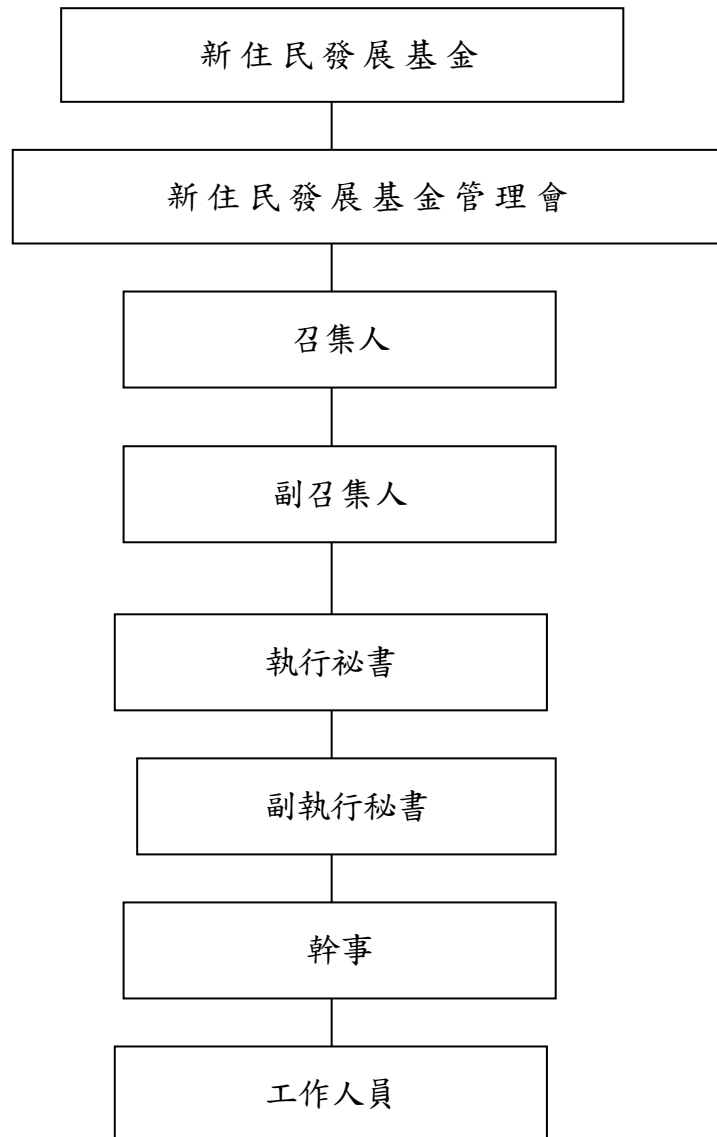 新住民發展基金
新住民發展基金管理會
召集人
副召集人
執行祕書
副執行秘書
幹事
工作人員